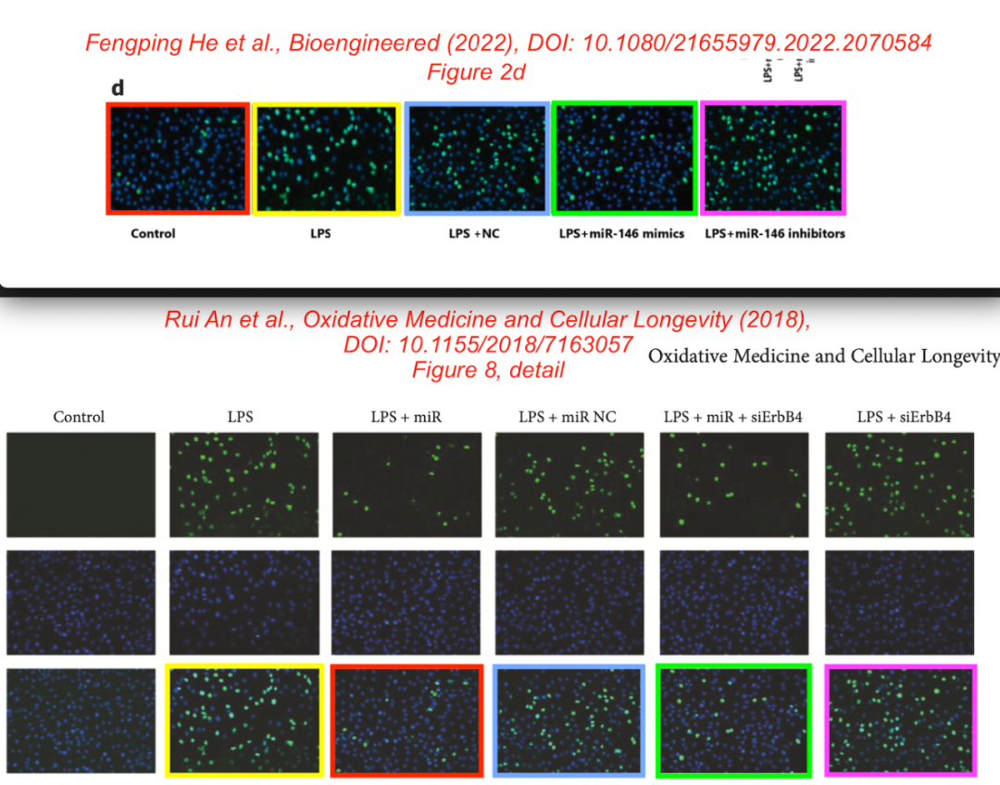 Fengping He et al., Bioengineered (2022), DOI: 10.1080/21655979.2022.2070584
Figure 2d
LPS+
LPS+
d
Control
LPS
LPS +NC
LPS+miR-146 mimics
LPS+miR-146 inhibitors
Rui An et al., Oxidative Medicine and Cellular Longevity (2018),
DOI: 10.1155/2018/7163057
Figure 8, detail
Oxidative Medicine and Cellular Longevity
Control
LPS
LPS + miR
LPS + miR NC
LPS + miR + siErbB4
LPS + siErbB4